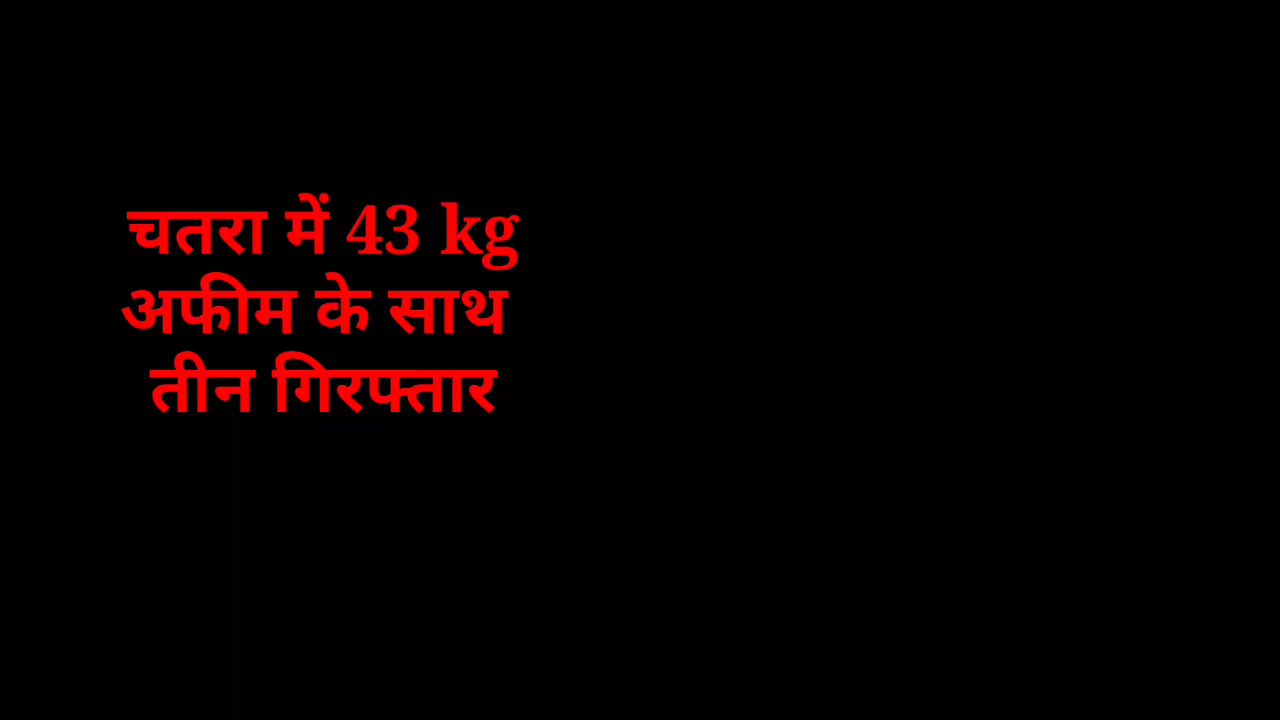 चतरा में 43 kg
अफीम के साथ
तीन गिरफ्तार